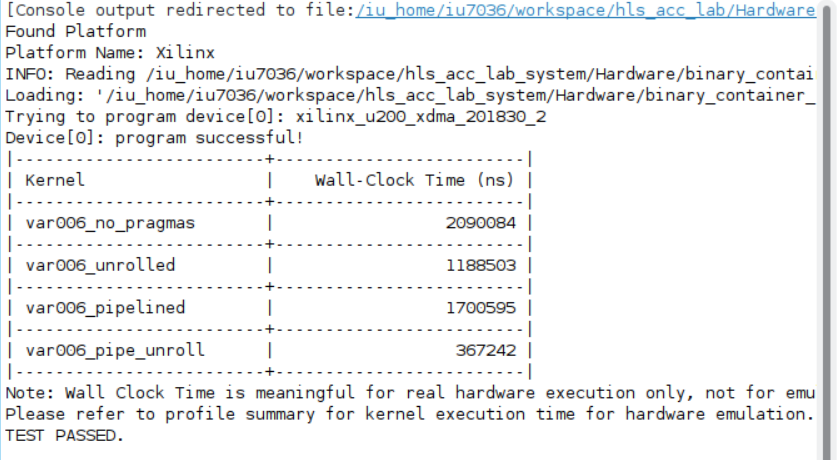 [Console output redirected to file:/iu_home/iu7036/workspace/hls_acc_lab/Hardware
Found Platform
Platform Name: Xilinx
INFO: Reading /iu_home/iu7036/workspace/hls_acc_lab_system/Hardware/binary_contai
Loading: '/iu_home/iu7036/workspace/hls_acc_lab_system/Hardware/binary_container_
Trying to program device[0]: xilinx_u200_xdma_201830_2
Device[0]: program successful!
|-------------------------+-------------------------|
| Kernel                  |    Wall-Clock Time (ns) |
|-------------------------+-------------------------|
| var006_no_pragmas       |                 2090084 |
|-------------------------+-------------------------|
| var006_unrolled         |                 1188503 |
|-------------------------+-------------------------|
| var006_pipelined        |                 1700595 |
|-------------------------+-------------------------|
| var006_pipe_unroll      |                  367242 |
|-------------------------+-------------------------|
Note: Wall Clock Time is meaningful for real hardware execution only, not for emu
Please refer to profile summary for kernel execution time for hardware emulation.
TEST PASSED.